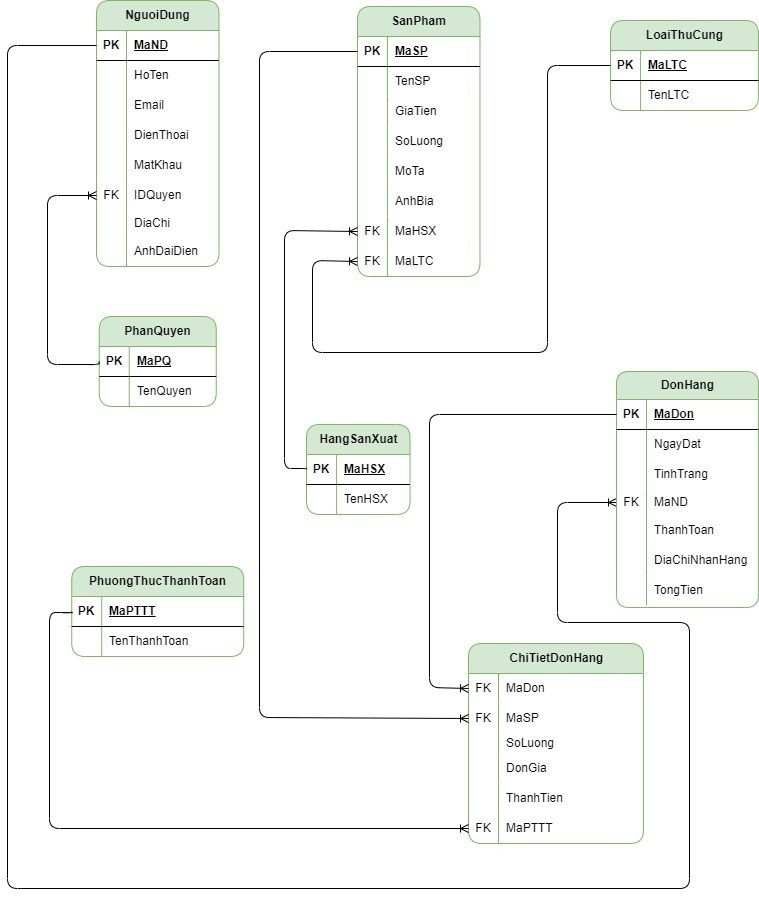 NguoiDung
PK MaND
HoTen
Email
DienThoai
MatKhau
FK IDQuyen
DiaChi
AnhDaiDien
SanPham
PK MaSP
TenSP
GiaTien
SoLuong
MoTa
AnhBia
FK MaHSX
FK MaLTC
LoaiThuCung
PK MaLTC
TenLTC
PhanQuyen
PK MaPQ
TenQuyen
HangSanXuat
PK MaHSX
TenHSX
DonHang
PK MaDon
NgayDat
TinhTrang
FK MaND
ThanhToan
DiaChiNhanHang
TongTien
PhuongThucThanhToan
PK MaPTTT
TenThanhToan
ChiTietDonHang
FK MaDon
FK MaSP
SoLuong
DonGia
ThanhTien
FK MaPTTT